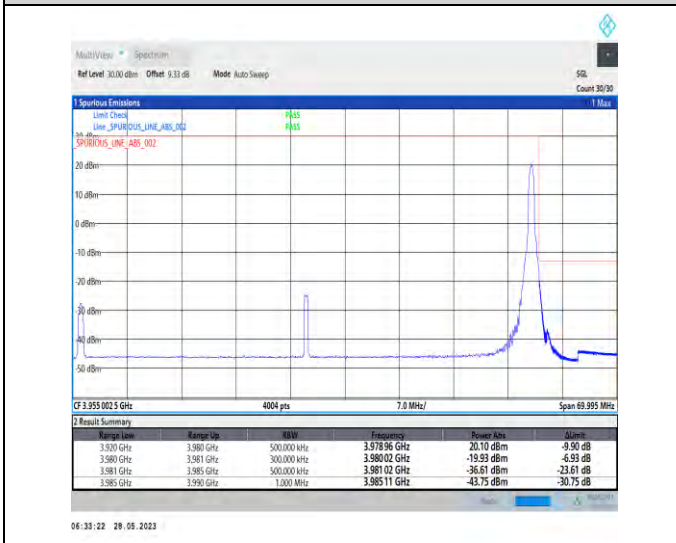 MultiView Spectrum
Ref Level 30.00 dBm Offset 9.33 dB Mode Auto Sweep SGL
Count 30/30
1 Spurious Emissions 1 Max
Limit Check PASS
Line _SPURIOUS_LINE_ABS_002 PASS
30 dBm
_SPURIOUS_LINE_ABS_002
20 dBm
10 dBm
0 dBm
-10 dBm
-20 dBm
-30 dBm
-40 dBm
-50 dBm
CF 3.955 002 5 GHz 4004 pts 7.0 MHz/ Span 69.995 MHz
2 Result Summary
Range Low Range Up RBW Frequency Power Abs ΔLimit
3.920 GHz 3.980 GHz 500.000 kHz 3.978 96 GHz 20.10 dBm -9.90 dB
3.980 GHz 3.981 GHz 300.000 kHz 3.980 02 GHz -19.93 dBm -6.93 dB
3.981 GHz 3.985 GHz 500.000 kHz 3.981 02 GHz -36.61 dBm -23.61 dB
3.985 GHz 3.990 GHz 1.000 MHz 3.985 11 GHz -43.75 dBm -30.75 dB
06:33:22 28.05.2023